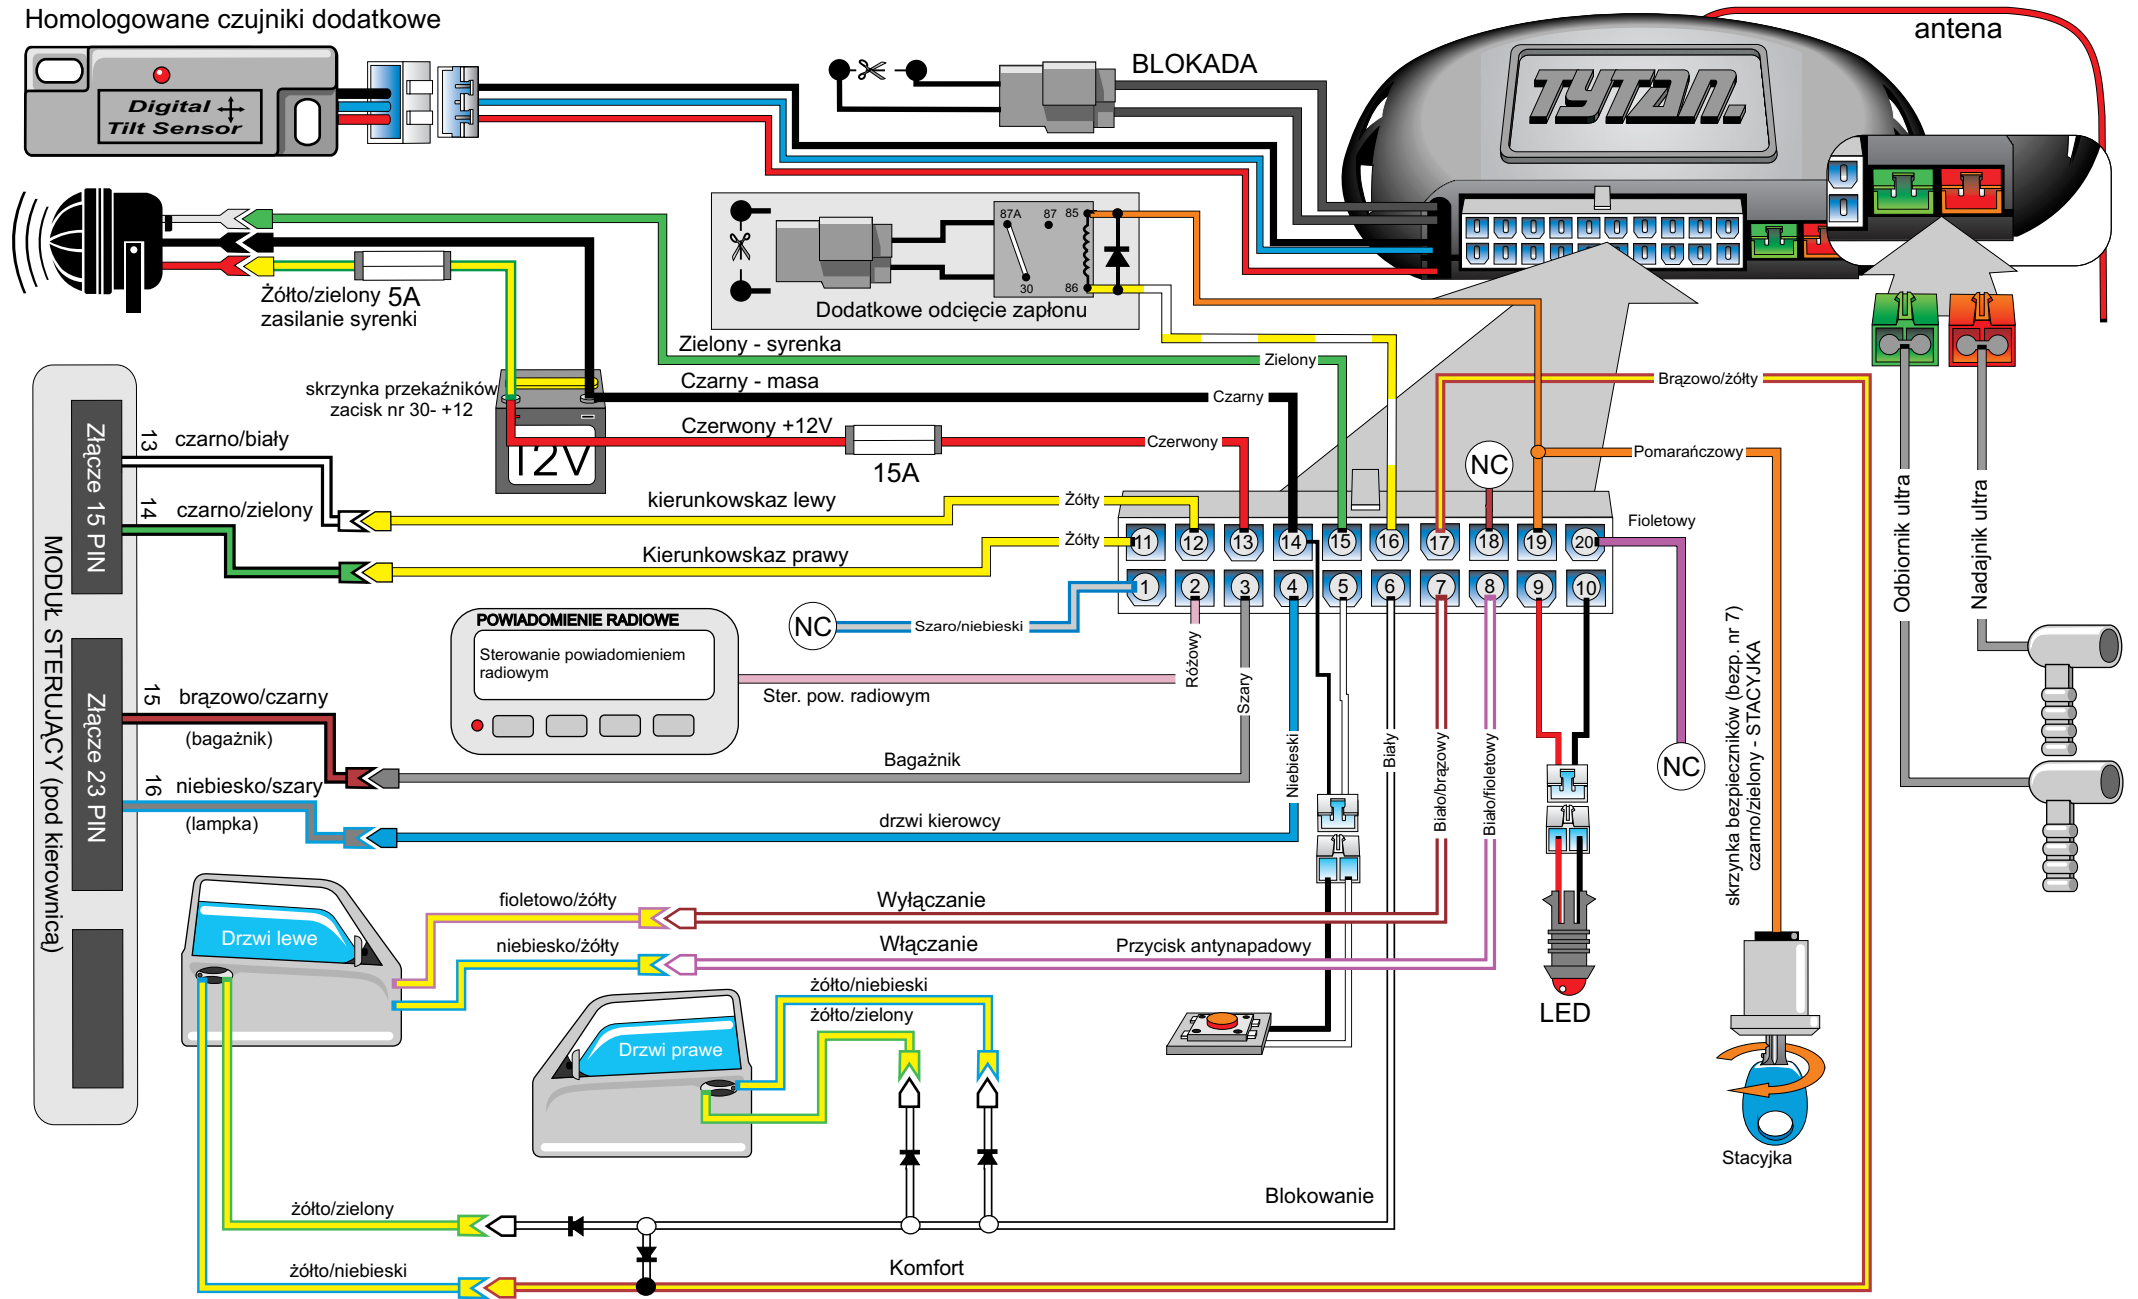 Homologowane czujniki dodatkowe
Digital
Tilt Sensor
BLOKADA
TYTAN.
antena
87A
87
85
30
86
Dodatkowe odcięcie zapłonu
Żółto/zielony 5A
zasilanie syrenki
Zielony - syrenka
Zielony
skrzynka przekaźników
zacisk nr 30- +12
12V
Czarny - masa
Czarny
Czerwony +12V
Czerwony
15A
Brązowo/żółty
Pomarańczowy
NC
Fioletowy
NC
MODUŁ STERUJĄCY (pod kierownicą)
Złącze 15 PIN
Złącze 23 PIN
13
czarno/biały
14
czarno/zielony
15
brązowo/czarny
(bagażnik)
16
niebiesko/szary
(lampka)
kierunkowskaz lewy
Żółty
Kierunkowskaz prawy
Żółty
11 12 13 14 15 16 17 18 19 20
1 2 3 4 5 6 7 8 9 10
NC
Szaro/niebieski
POWIADOMIENIE RADIOWE
Sterowanie powiadomieniem
radiowym
Ster. pow. radiowym
Różowy
Szary
Niebieski
Biały
Biało/brązowy
Biało/fioletowy
Bagażnik
drzwi kierowcy
Odbiornik ultra
Nadajnik ultra
skrzynka bezpieczników (bezp. nr 7)
czarno/zielony - STACYJKA
Drzwi lewe
fioletowo/żółty
Wyłączanie
niebiesko/żółty
Włączanie
Przycisk antynapadowy
LED
Drzwi prawe
żółto/niebieski
żółto/zielony
Stacyjka
żółto/zielony
Blokowanie
żółto/niebieski
Komfort